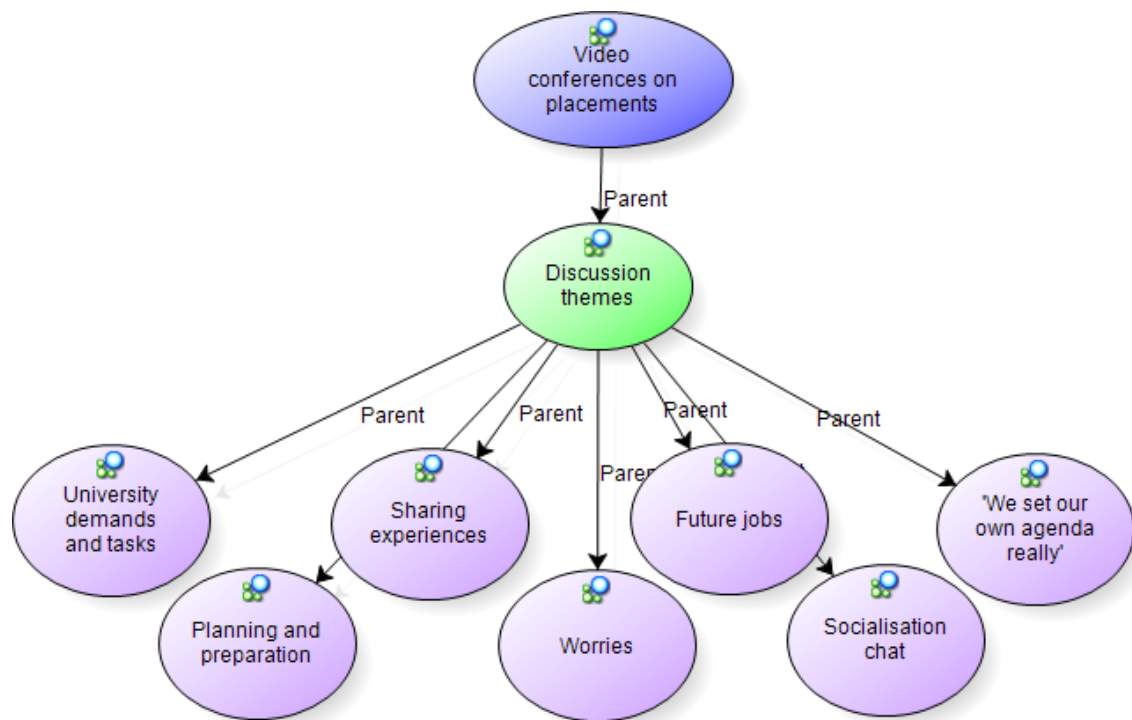 Video
conferences on
placements
Parent
Discussion
themes
Parent
Parent
Parent
Parent
Parent
University
demands
and tasks
Sharing
experiences
Future jobs
'We set our
own agenda
really'
Planning and
preparation
Worries
Socialisation
chat